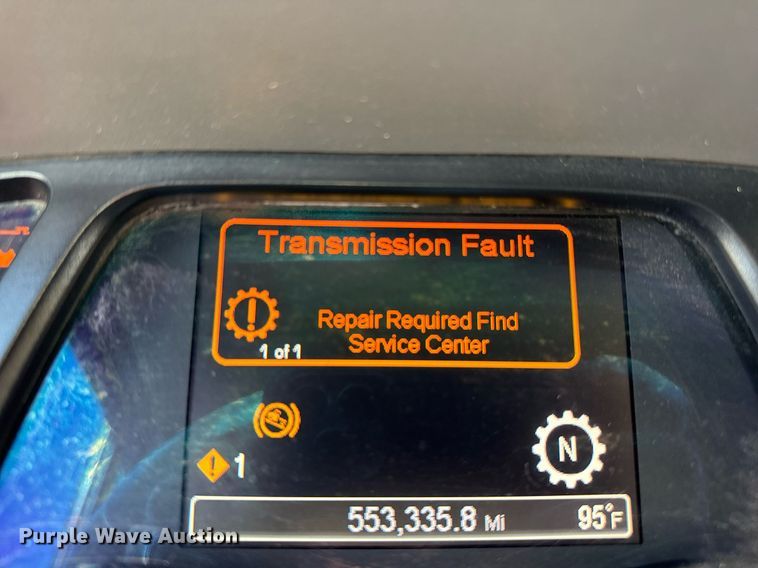 Transmission Fault
Repair Required Find
Service Center
1 of 1
1
N
553,335.8 Mi 95°F
Purple Wave Auction